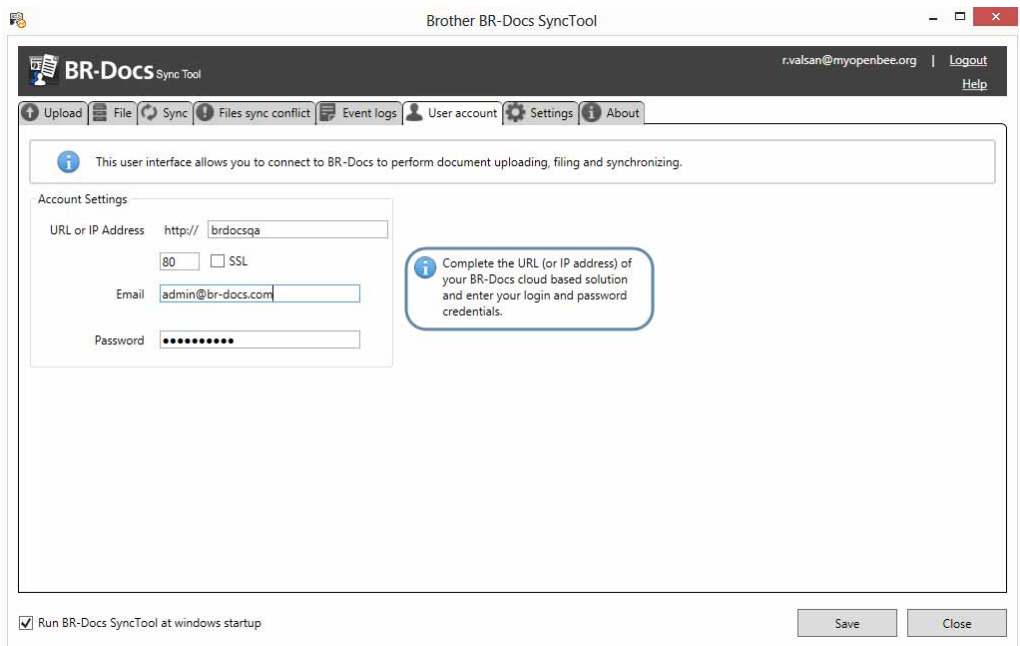 Brother BR-Docs SyncTool
BR-Docs Sync Tool
r.valsan@myopenbee.org | Logout
Help
Upload File Sync Files sync conflict Event logs User account Settings About
This user interface allows you to connect to BR-Docs to perform document uploading, filing and synchronizing.
Account Settings
URL or IP Address http:// brdocsqa
80 SSL
Email admin@br-docs.com
Password ••••••••••
Complete the URL (or IP address) of
your BR-Docs cloud based solution
and enter your login and password
credentials.
Run BR-Docs SyncTool at windows startup
Save Close